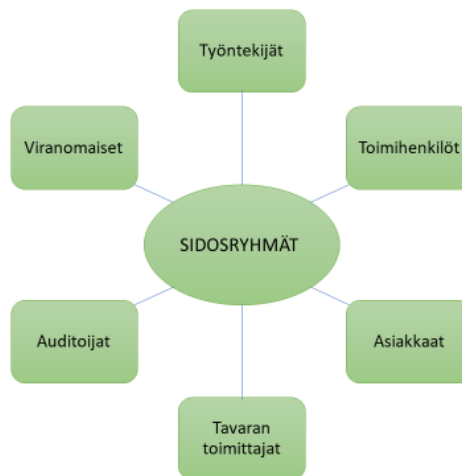 Työntekijät
Viranomaiset
Toimihenkilöt
SIDOSRYHMÄT
Auditoijat
Asiakkaat
Tavaran
toimittajat